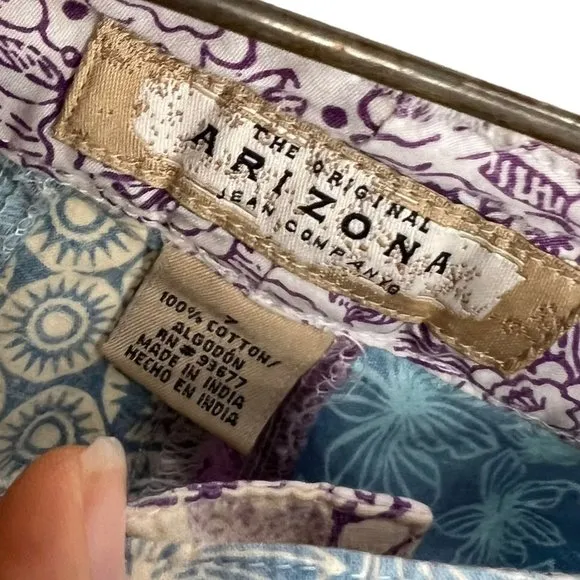 THE ORIGINAL
ARIZONA
JEAN COMPANY®
7
100% COTTON/
ALGODÓN
RN# 93677
MADE IN INDIA
HECHO EN INDIA